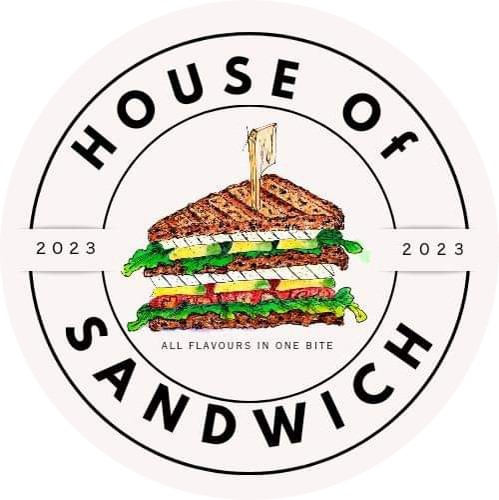 HOUSE Of
2023
2023
ALL FLAVOURS IN ONE BITE
SANDWICH